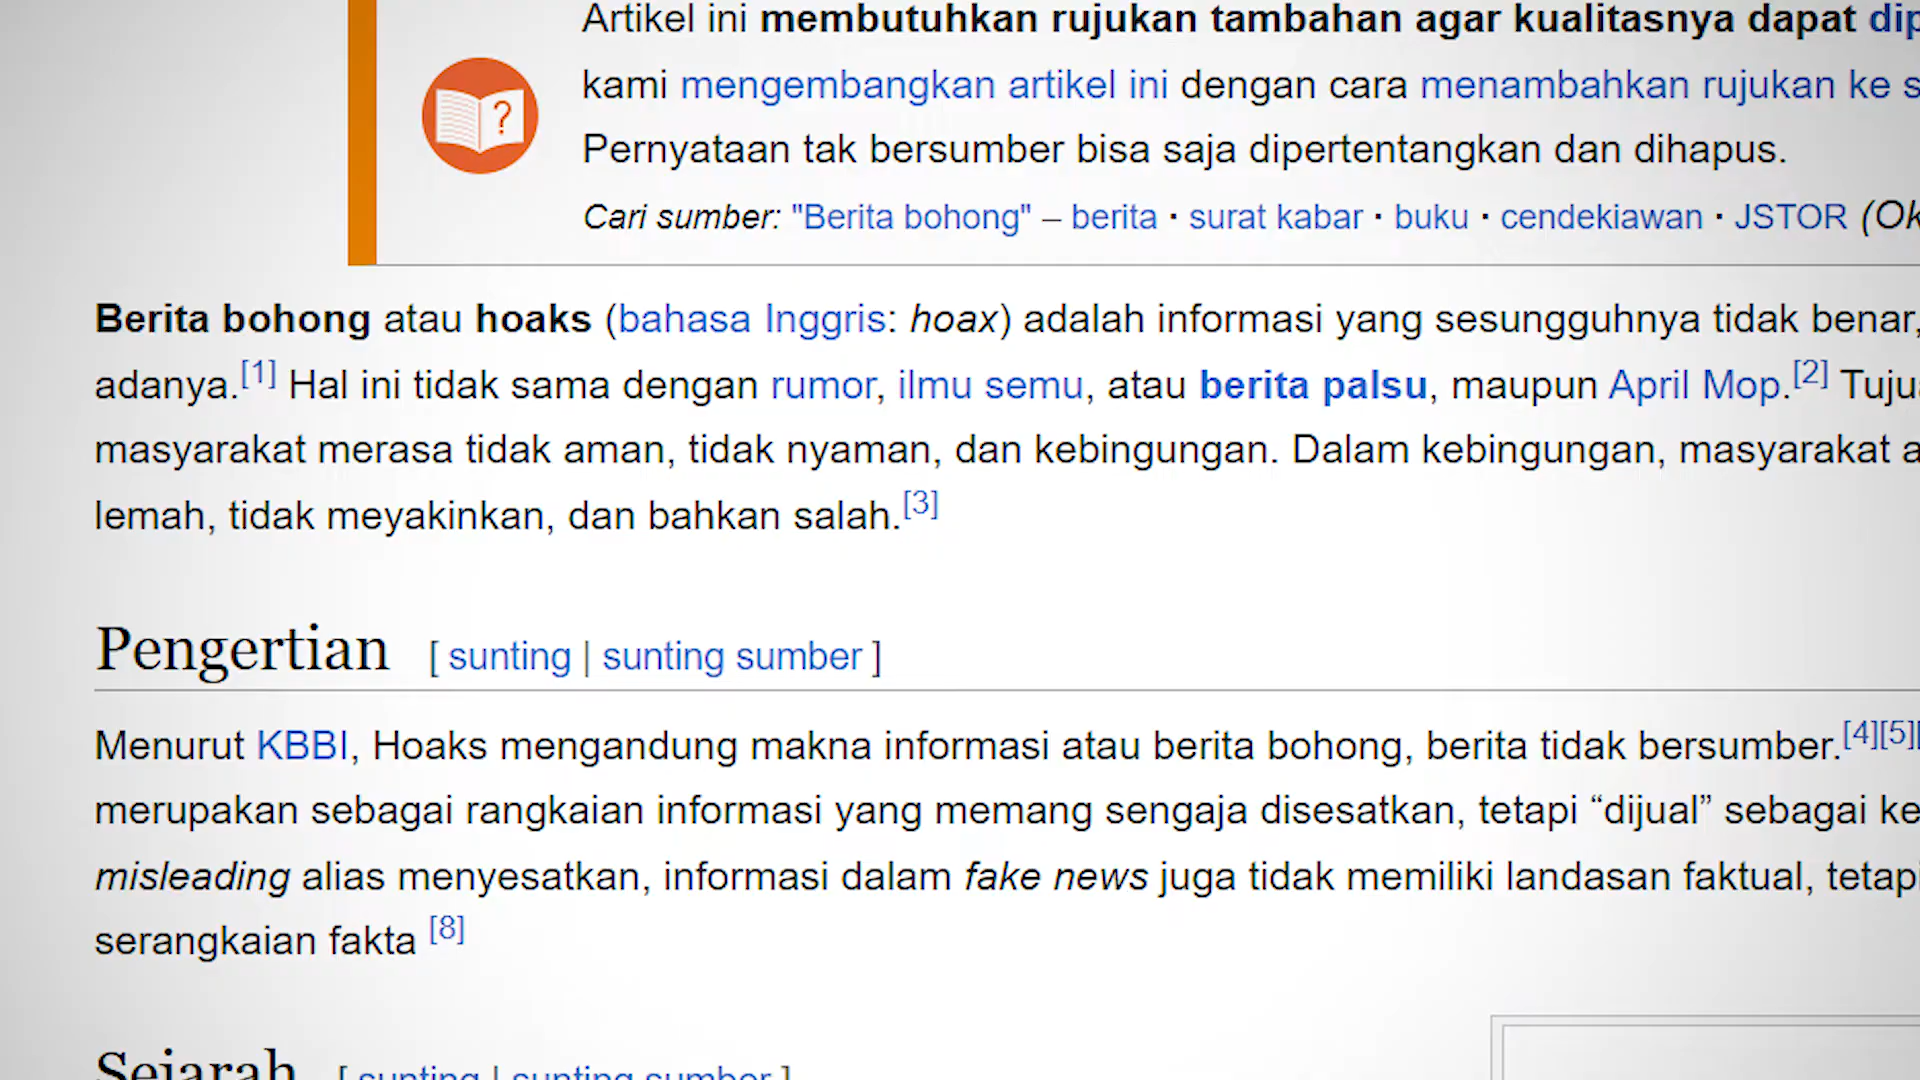 Artikel ini membutuhkan rujukan tambahan agar kualitasnya dapat
kami mengembangkan artikel ini dengan cara menambahkan rujukan ke
Pernyataan tak bersumber bisa saja dipertentangkan dan dihapus.
Cari sumber: "Berita bohong" – berita · surat kabar · buku · cendekiawan · JSTOR
?
Berita bohong atau hoaks (bahasa Inggris: hoax) adalah informasi yang sesungguhnya tidak benar,
adanya.[1] Hal ini tidak sama dengan rumor, ilmu semu, atau berita palsu, maupun April Mop.[2]
masyarakat merasa tidak aman, tidak nyaman, dan kebingungan. Dalam kebingungan, masyarakat
lemah, tidak meyakinkan, dan bahkan salah.[3]
Pengertian [ sunting | sunting sumber ]
Menurut KBBI, Hoaks mengandung makna informasi atau berita bohong, berita tidak bersumber.[4][5]
merupakan sebagai rangkaian informasi yang memang sengaja disesatkan, tetapi “dijual” sebagai
misleading alias menyesatkan, informasi dalam fake news juga tidak memiliki landasan faktual, tetapi
serangkaian fakta [8]
Sejarah [ sunting | sunting sumber ]